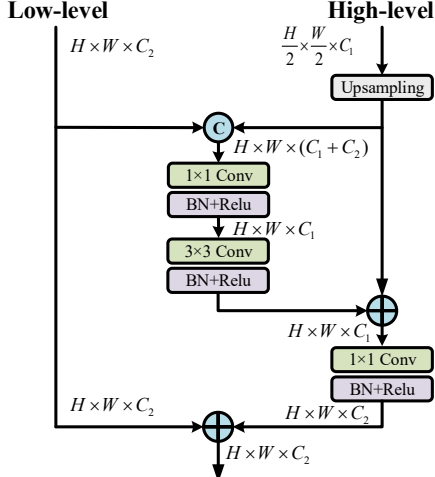 Low-level
High-level
H×W×C₂
H/2 × W/2 × C₁
Upsampling
C
H×W×(C₁+C₂)
1×1 Conv
BN+Relu
H×W×C₁
3×3 Conv
BN+Relu
H×W×C₁
1×1 Conv
BN+Relu
H×W×C₂
H×W×C₂
H×W×C₂